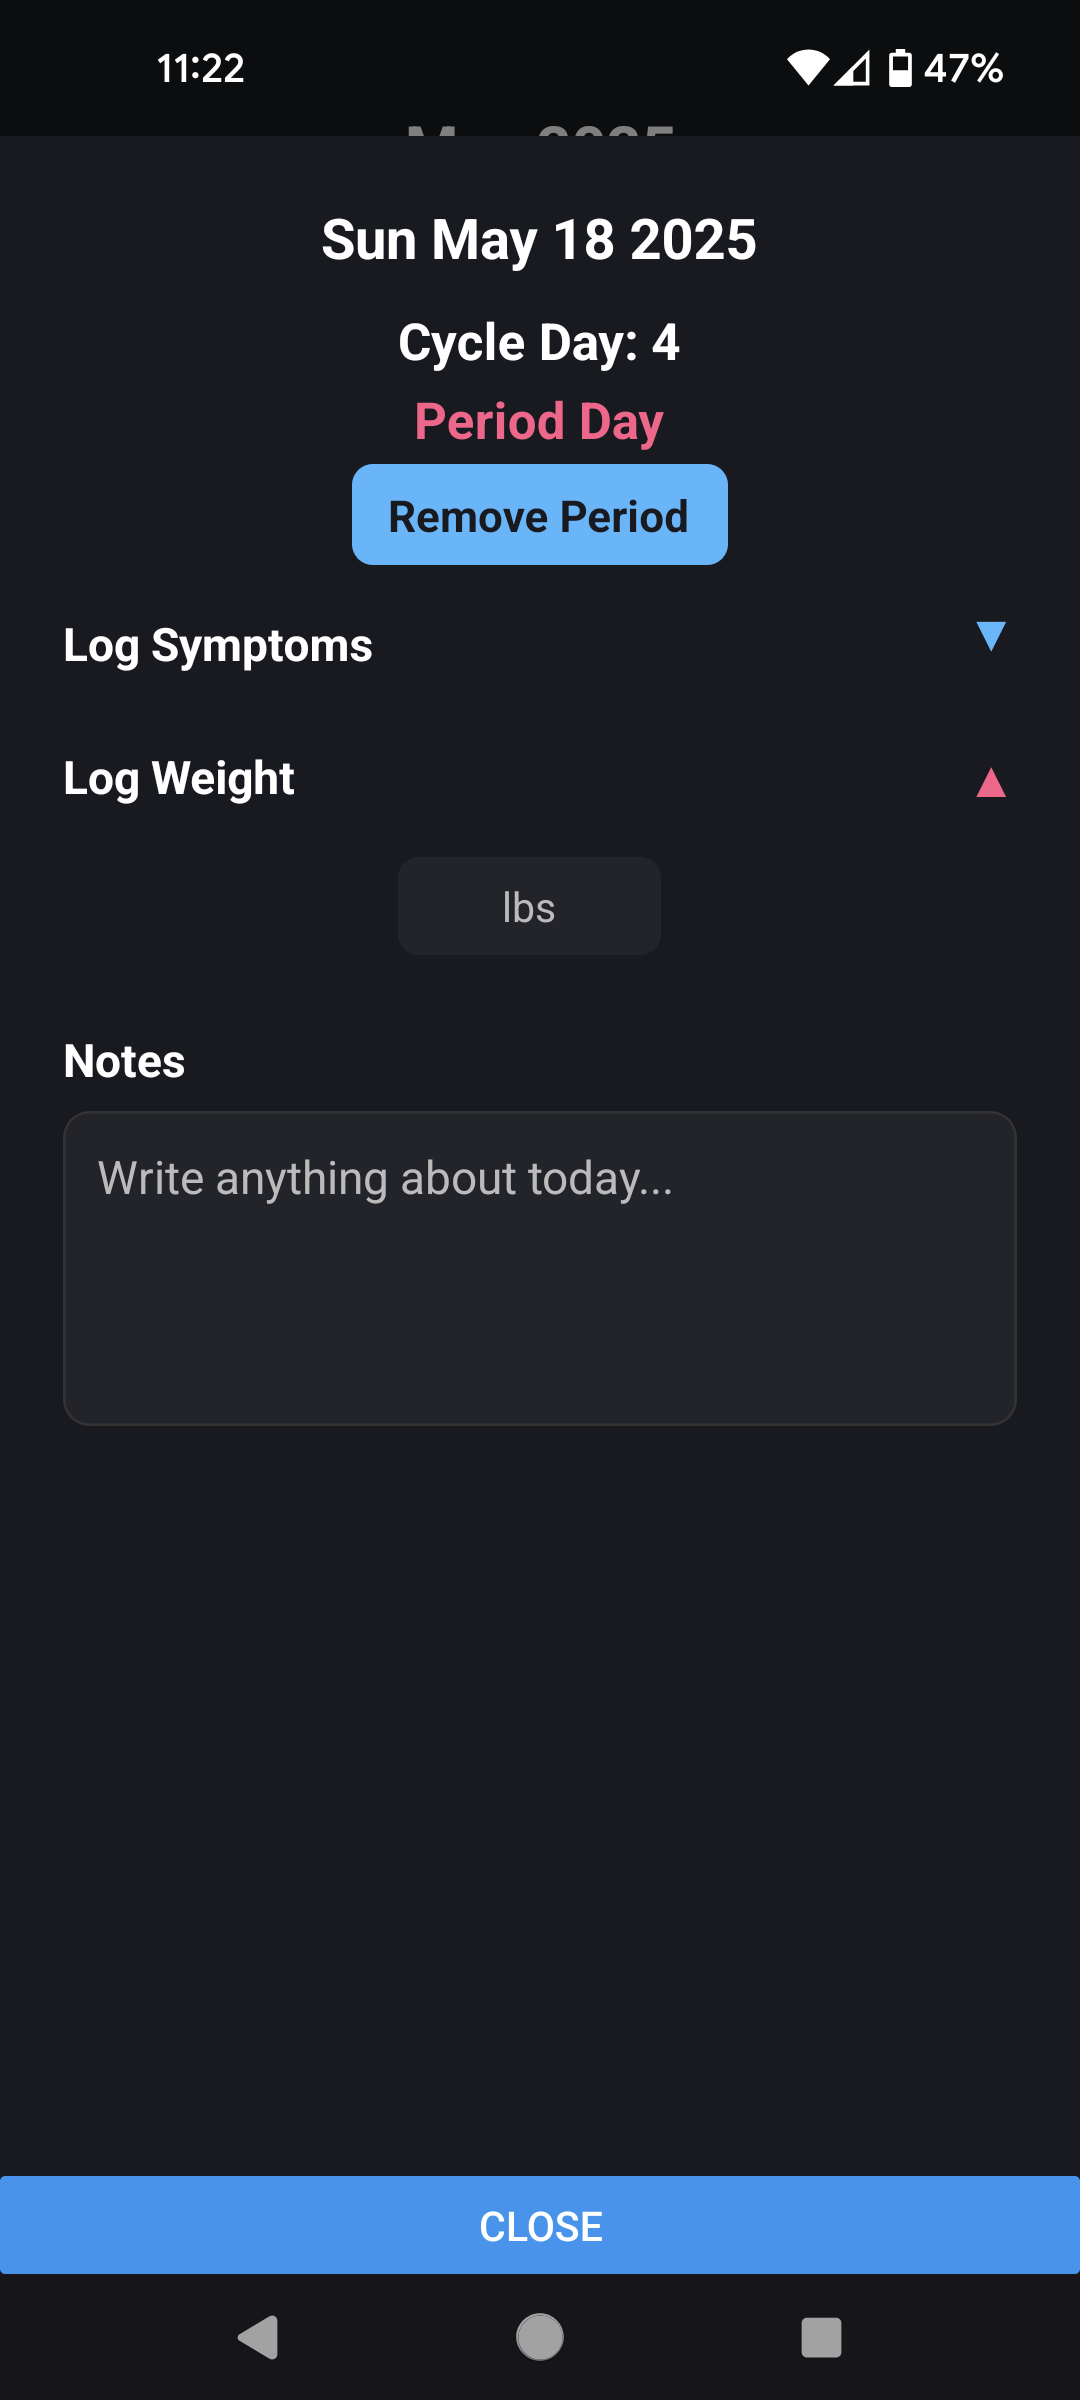 11:22
47%
Sun May 18 2025
Cycle Day: 4
Period Day
Remove Period
Log Symptoms
Log Weight
lbs
Notes
Write anything about today...
CLOSE